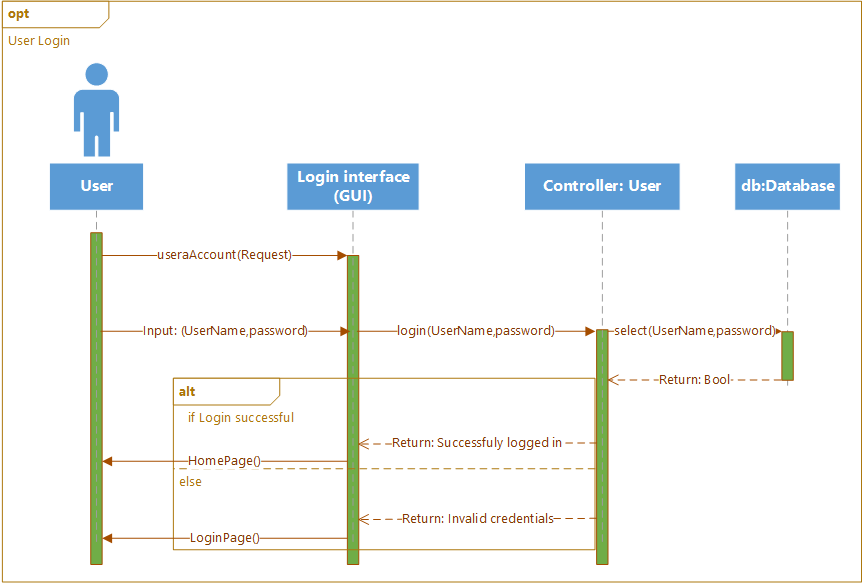 opt
User Login
User
Login interface
(GUI)
Controller: User
db:Database
useraAccount(Request)
Input: (UserName,password)
login(UserName,password)
select(UserName,password)
Return: Bool
alt
if Login successful
Return: Successfuly logged in
HomePage()
else
Return: Invalid credentials
LoginPage()